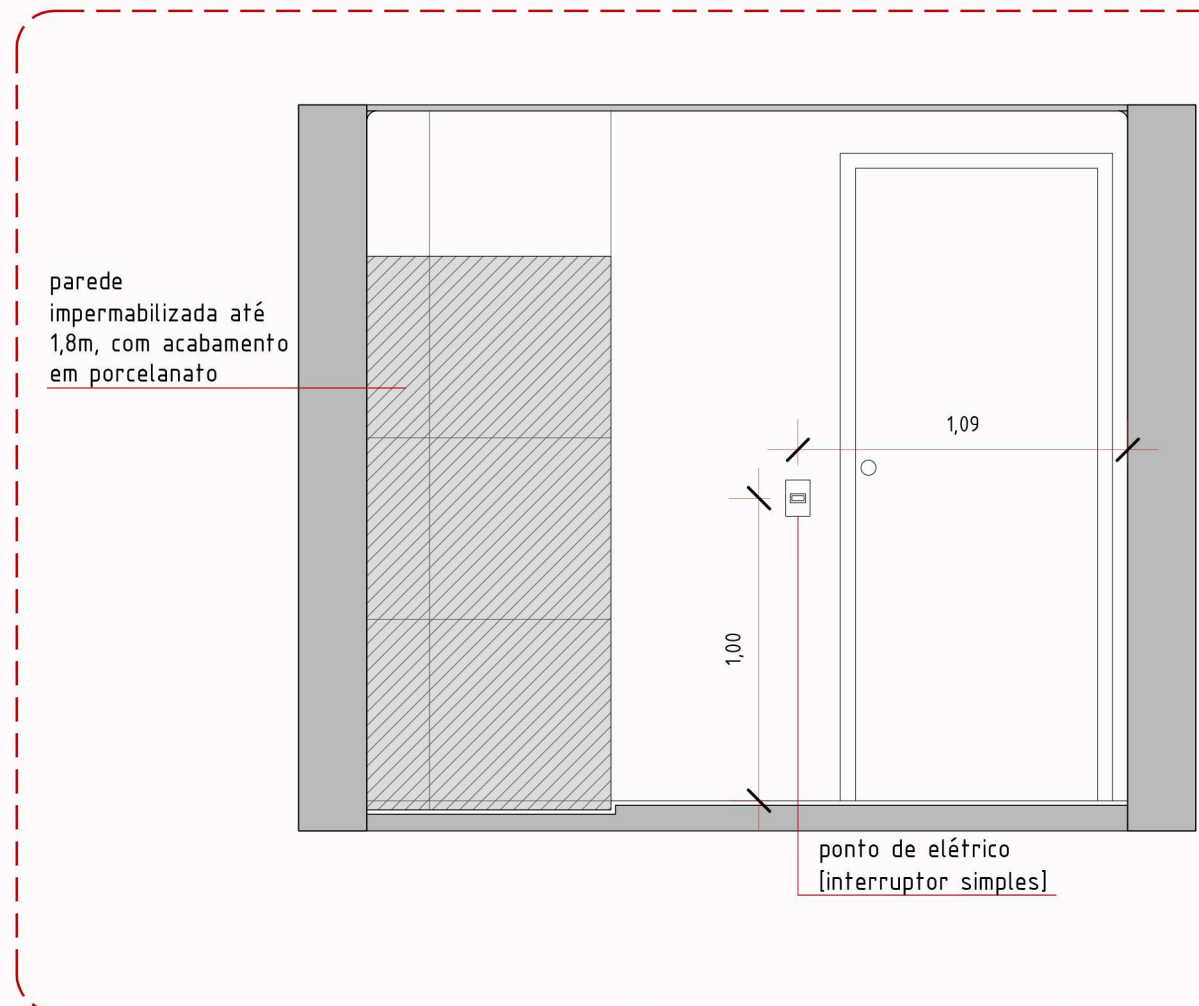 parede
impermabilizada até
1,8m, com acabamento
em porcelanato
1,09
1,00
ponto de elétrico
[interruptor simples]